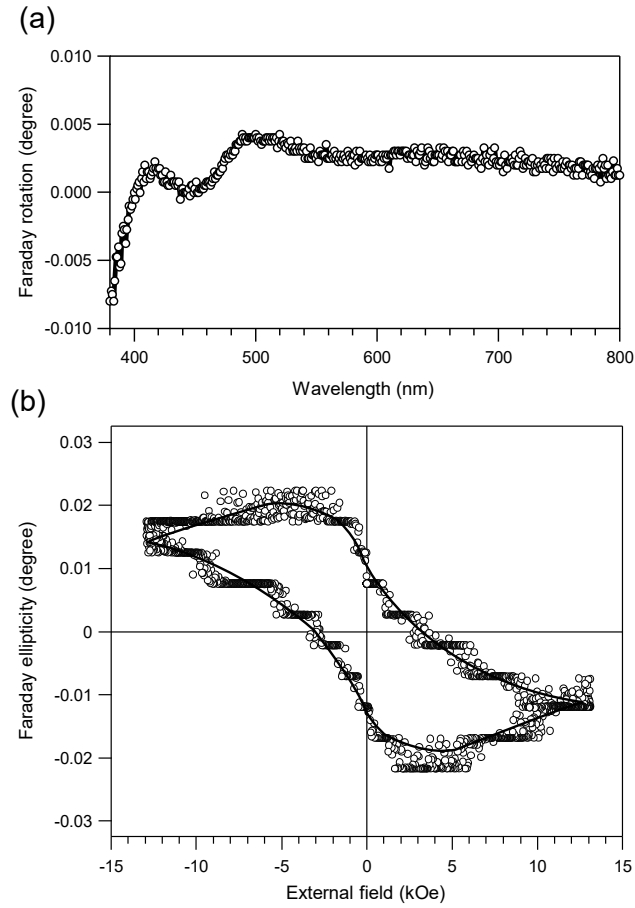 (a)
0.010
0.005
0.000
-0.005
-0.010
Faraday rotation (degree)
400 500 600 700 800
Wavelength (nm)
(b)
0.03
0.02
0.01
0
-0.01
-0.02
-0.03
Faraday ellipticity (degree)
-15 -10 -5 0 5 10 15
External field (kOe)